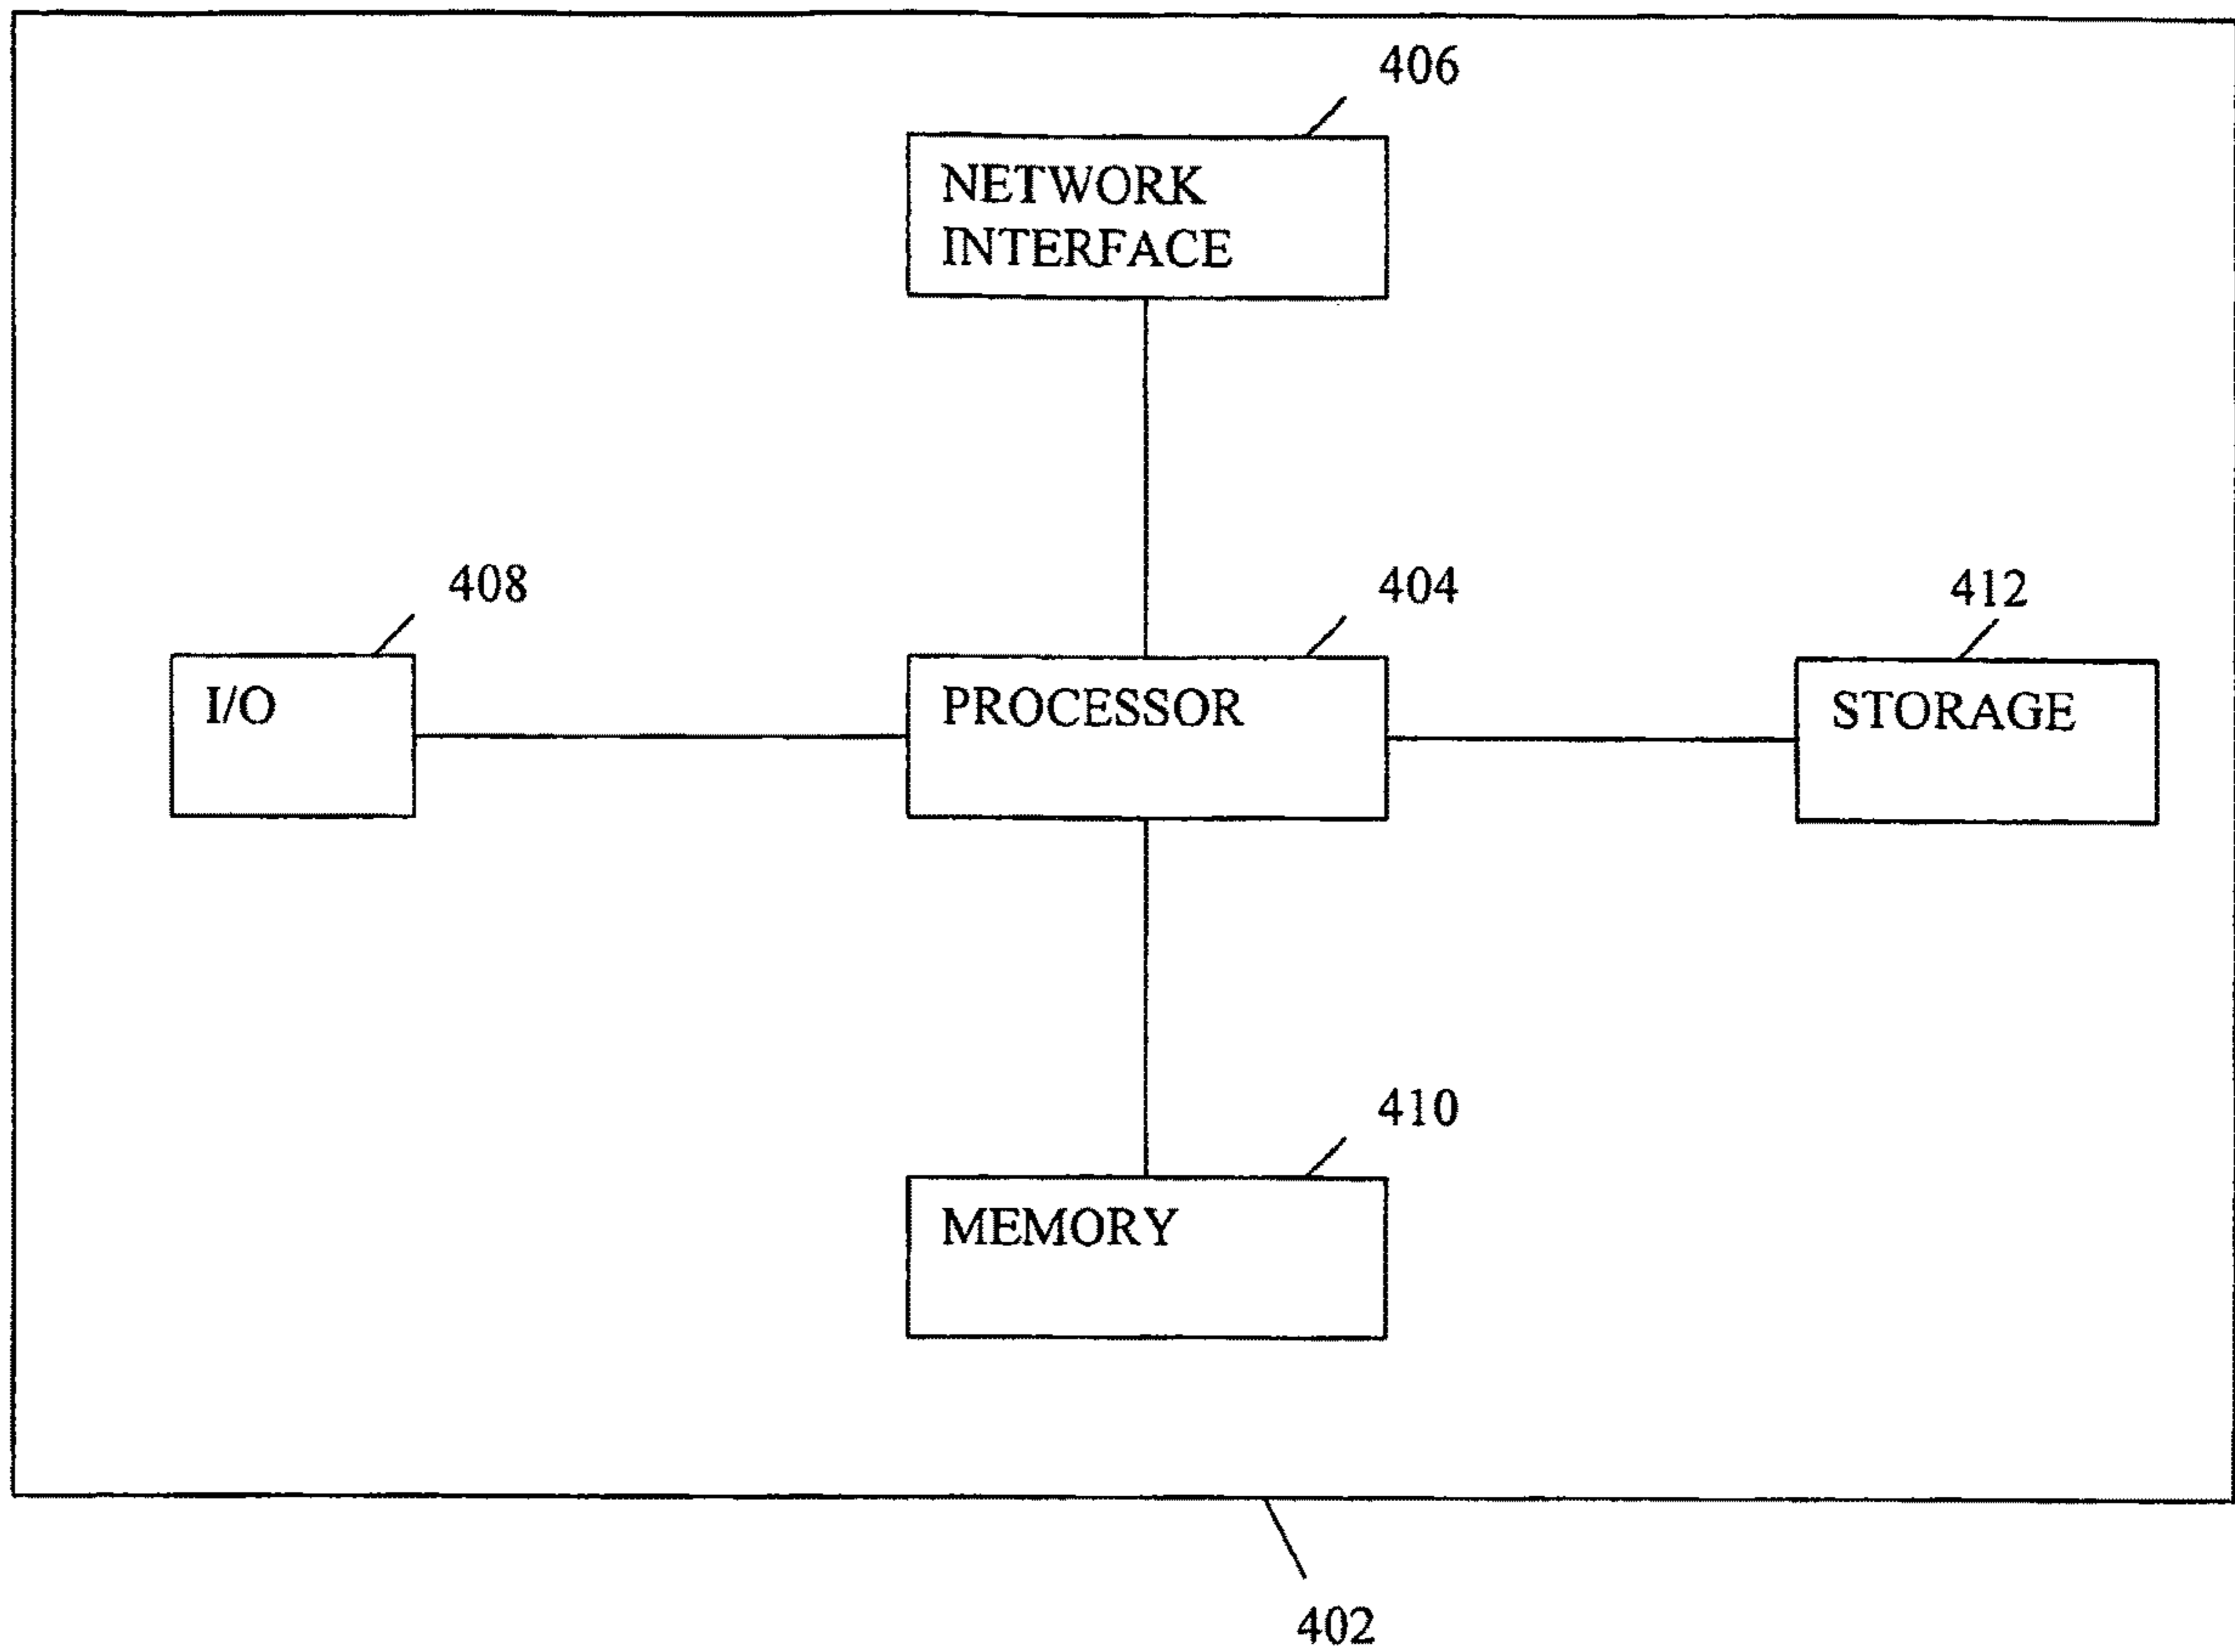 406
NETWORK
INTERFACE
408
404
412
I/O
PROCESSOR
STORAGE
410
MEMORY
402